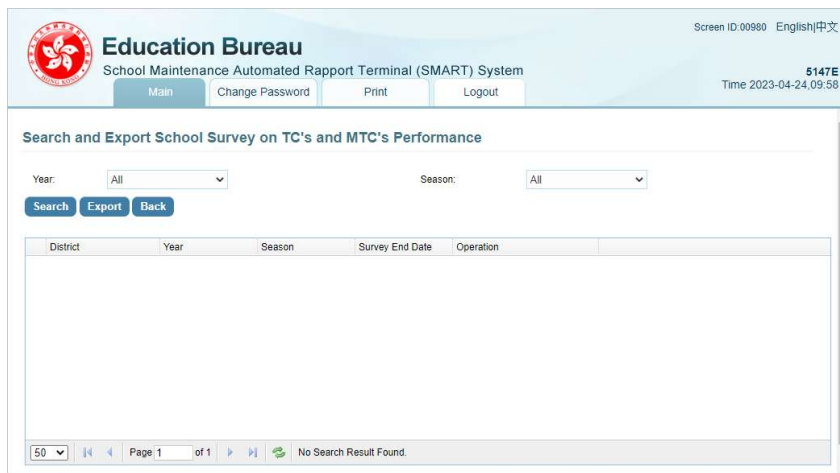 Screen ID:00980 English|中文
Education Bureau
School Maintenance Automated Rapport Terminal (SMART) System
5147E
Time 2023-04-24,09:58
Main Change Password Print Logout
Search and Export School Survey on TC's and MTC's Performance
Year: All Season: All
Search Export Back
District Year Season Survey End Date Operation
50 Page 1 of 1 No Search Result Found.